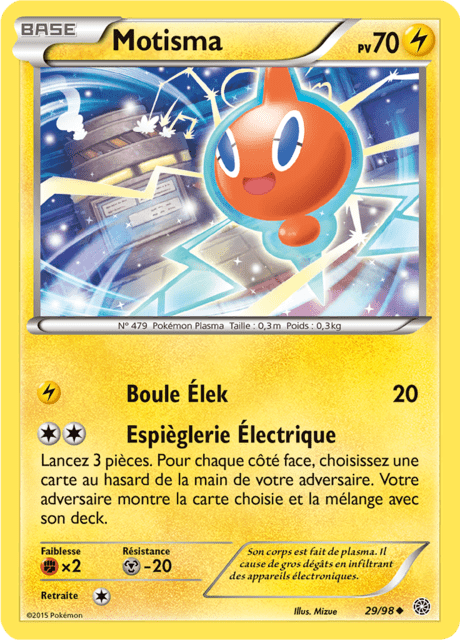 BASE Motisma PV70
N° 479 Pokémon Plasma Taille : 0,3m Poids : 0,3kg
Boule Élek 20
Espièglerie Électrique
Lancez 3 pièces. Pour chaque côté face, choisissez une
carte au hasard de la main de votre adversaire. Votre
adversaire montre la carte choisie et la mélange avec
son deck.
Faiblesse Résistance
×2 -20
Retraite
Son corps est fait de plasma. Il
cause de gros dégâts en infiltrant
des appareils électroniques.
©2015 Pokémon Illus. Mizue 29/98